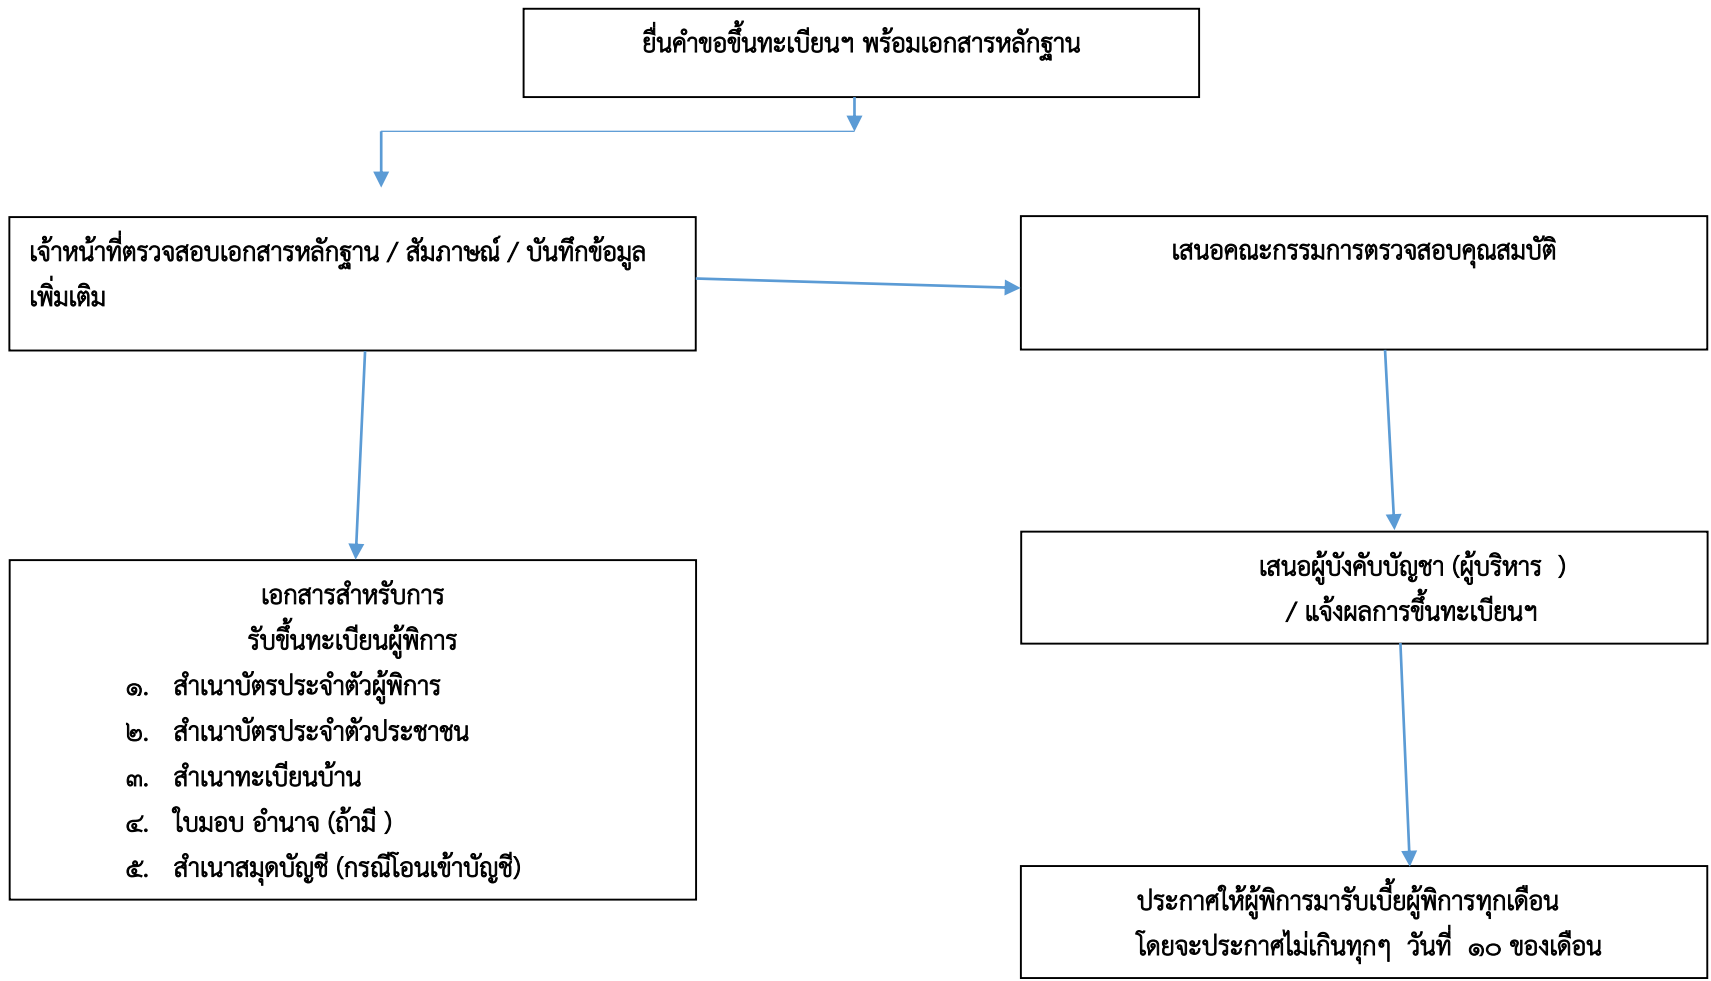 ยื่นคำขอขึ้นทะเบียนฯ พร้อมเอกสารหลักฐาน
เจ้าหน้าที่ตรวจสอบเอกสารหลักฐาน / สัมภาษณ์ / บันทึกข้อมูล
เพิ่มเติม
เสนอคณะกรรมการตรวจสอบคุณสมบัติ
เอกสารสำหรับการ
รับขึ้นทะเบียนผู้พิการ
๑. สำเนาบัตรประจำตัวผู้พิการ
๒. สำเนาบัตรประจำตัวประชาชน
๓. สำเนาทะเบียนบ้าน
๔. ใบมอบ อำนาจ (ถ้ามี )
๕. สำเนาสมุดบัญชี (กรณีโอนเข้าบัญชี)
เสนอผู้บังคับบัญชา (ผู้บริหาร )
/ แจ้งผลการขึ้นทะเบียนฯ
ประกาศให้ผู้พิการมารับเบี้ยผู้พิการทุกเดือน
โดยจะประกาศไม่เกินทุกๆ วันที่ ๑๐ ของเดือน